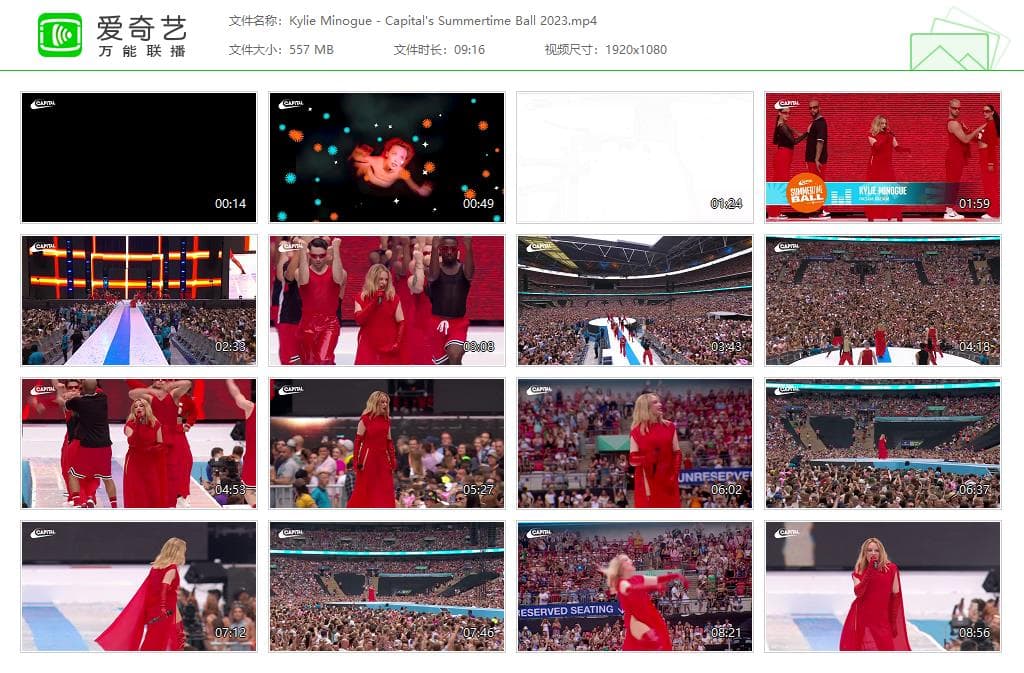 爱奇艺
万能联播
文件名称: Kylie Minogue - Capital's Summertime Ball 2023.mp4
文件大小: 557 MB 文件时长: 09:16 视频尺寸: 1920x1080
CAPITAL CAPITAL CAPITAL
00:14 00:49 01:24
SUMMERTIME BALL KYLIE MINOGUE
PADAM PADAM
01:59
CAPITAL CAPITAL CAPITAL CAPITAL
02:33 03:08 03:43 04:18
CAPITAL CAPITAL CAPITAL CAPITAL
UNRESERVE
04:53 05:27 06:02 06:37
CAPITAL CAPITAL CAPITAL CAPITAL
RESERVED SEATING
07:12 07:46 08:21 08:56